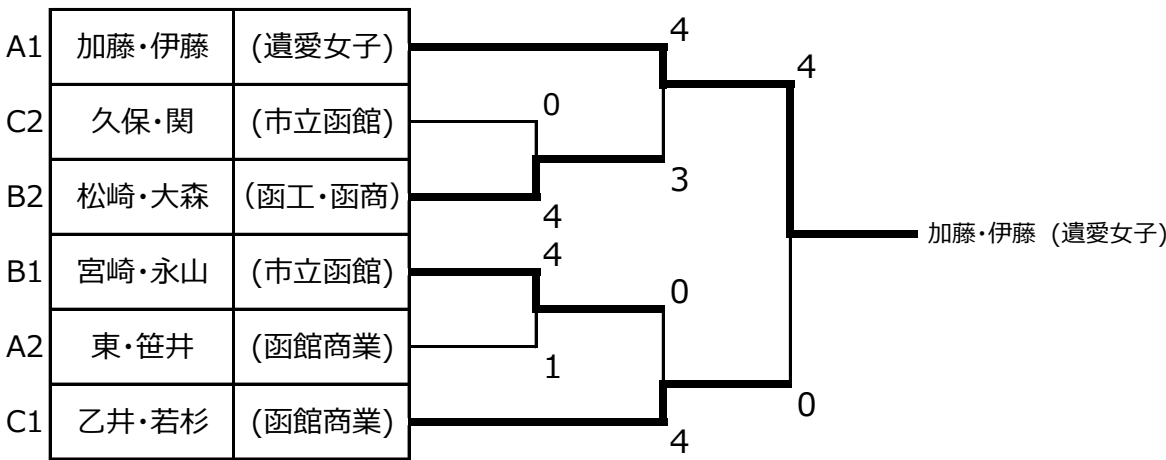 A1 加藤・伊藤 (遺愛女子) 4
4
C2 久保・関 (市立函館) 0
3
B2 松崎・大森 (函工・函商) 4
加藤・伊藤 (遺愛女子)
B1 宮崎・永山 (市立函館) 4
0
A2 東・笹井 (函館商業) 1
0
C1 乙井・若杉 (函館商業) 4